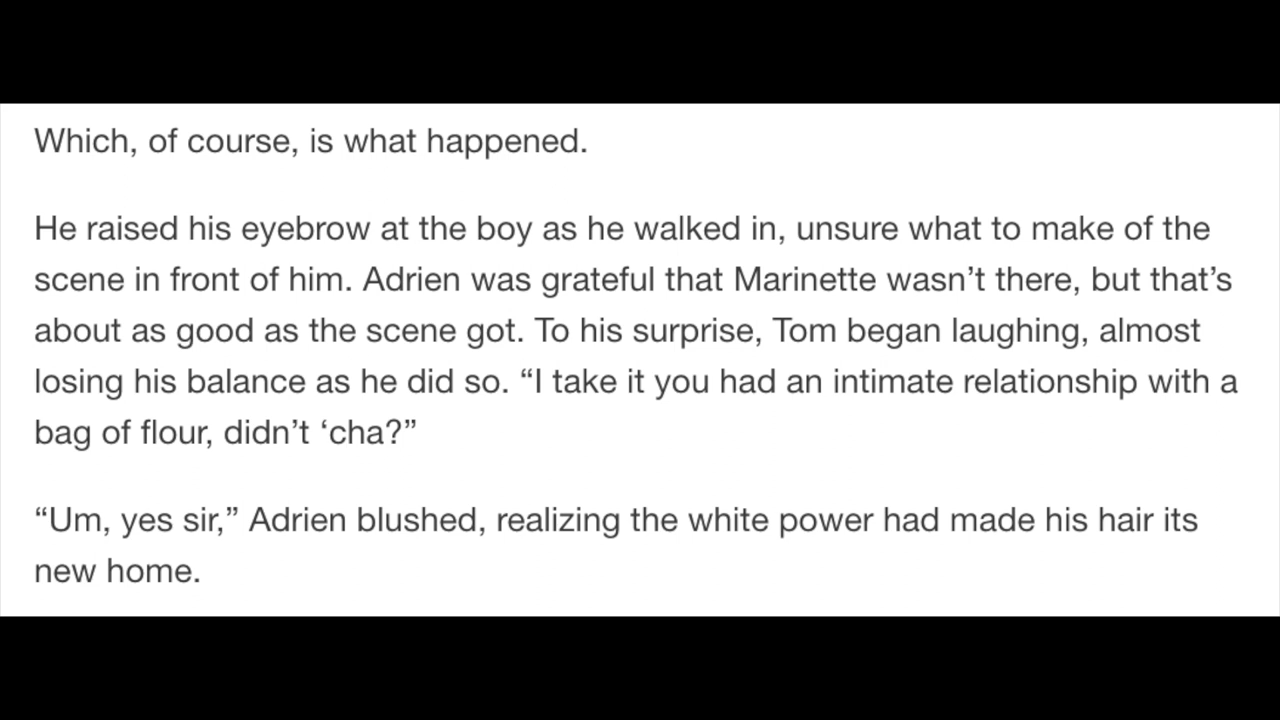 Which, of course, is what happened.
He raised his eyebrow at the boy as he walked in, unsure what to make of the
scene in front of him. Adrien was grateful that Marinette wasn’t there, but that’s
about as good as the scene got. To his surprise, Tom began laughing, almost
losing his balance as he did so. “I take it you had an intimate relationship with a
bag of flour, didn’t ‘cha?”
“Um, yes sir,” Adrien blushed, realizing the white power had made his hair its
new home.